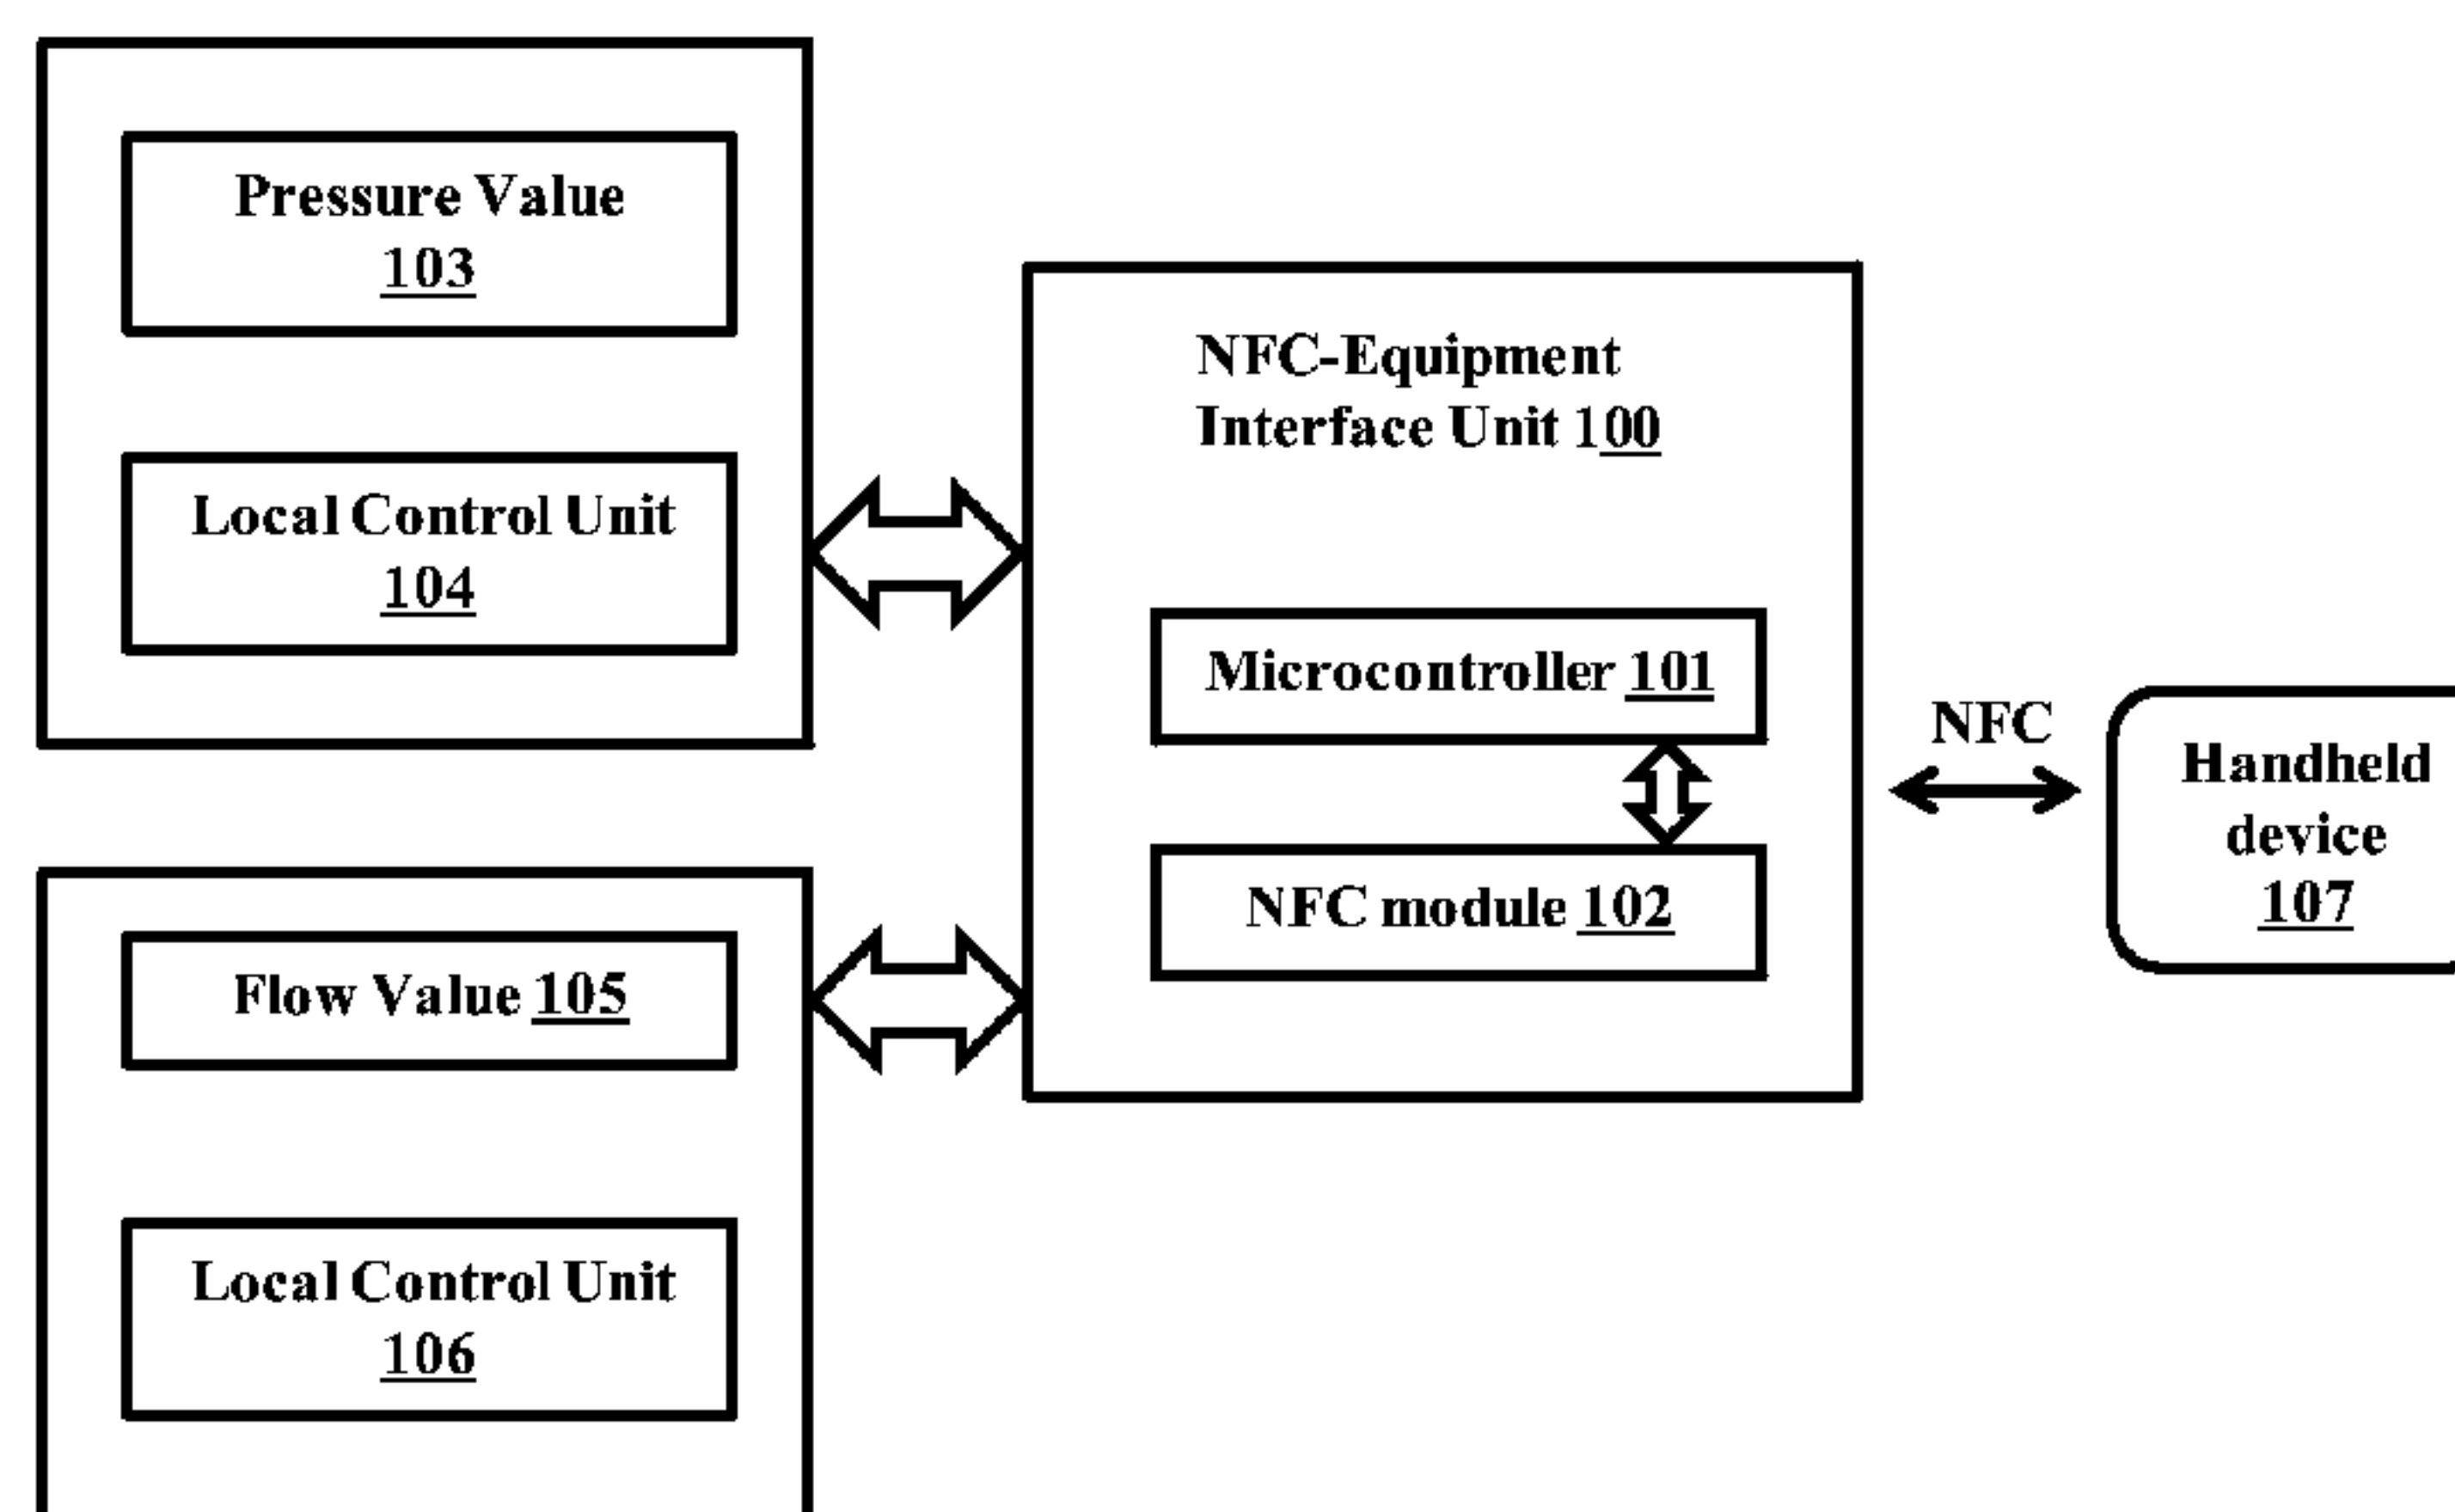 Pressure Value
103
Local Control Unit
104
NFC-Equipment
Interface Unit 100
Microcontroller 101
NFC module 102
NFC
Handheld
device
107
Flow Value 105
Local Control Unit
106